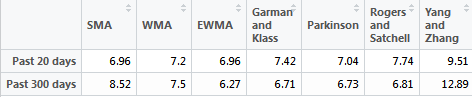 SMA WMA EWMA Garman and Klass Parkinson Rogers and Satchell Yang and Zhang
Past 20 days 6.96 7.2 6.96 7.42 7.04 7.74 9.51
Past 300 days 8.52 7.5 6.27 6.71 6.73 6.81 12.89